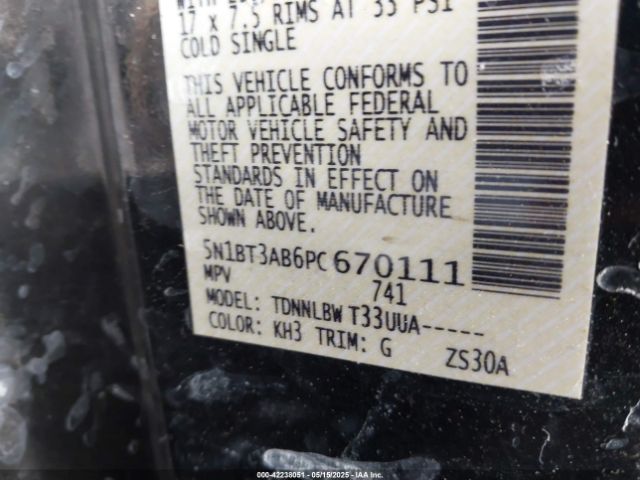 17 X 7.5 RIMS AT 33 PSI
COLD SINGLE
THIS VEHICLE CONFORMS TO
ALL APPLICABLE FEDERAL
MOTOR VEHICLE SAFETY AND
THEFT PREVENTION
STANDARDS IN EFFECT ON
THE DATE OF MANUFACTURE
SHOWN ABOVE.
5N1BT3AB6PC670111
MPV 741
MODEL: TDNNLBW T33UUA-----
COLOR: KH3 TRIM: G ZS30A
000-42238051 - 05/15/2025 - IAAI.COM